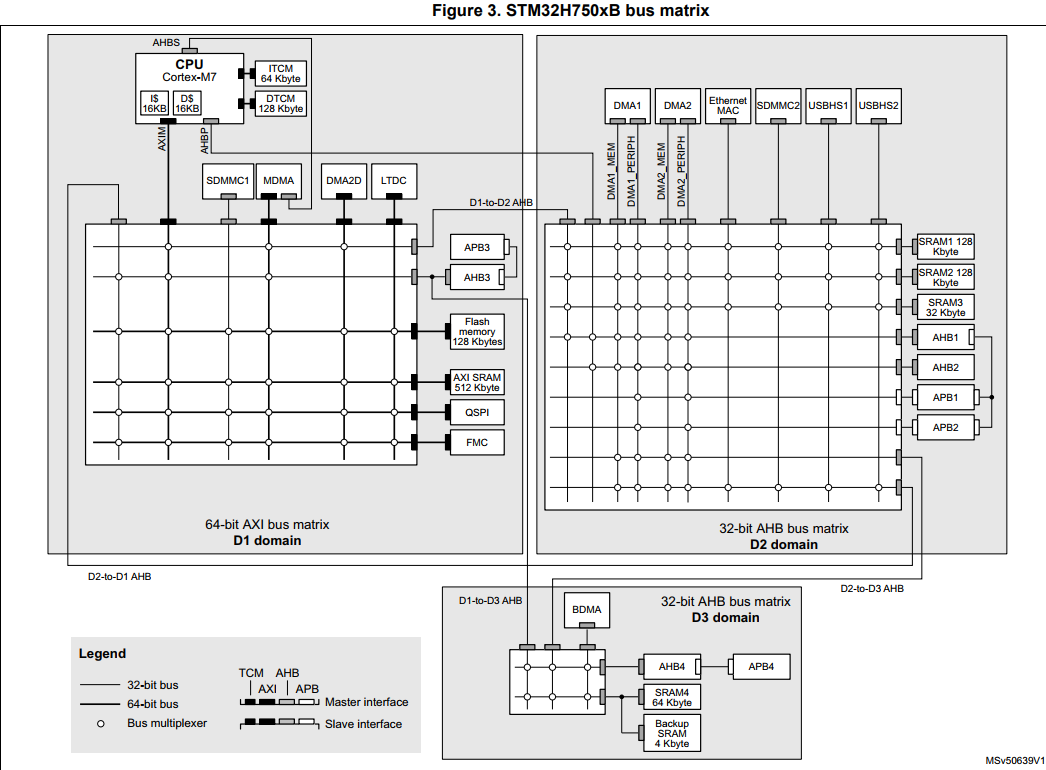 Figure 3. STM32H750xB bus matrix
AHBS
CPU
Cortex-M7
I$
16KB
D$
16KB
ITCM
64 Kbyte
DTCM
128 Kbyte
AXIM
AHBP
SDMMC1
MDMA
DMA2D
LTDC
D1-to-D2 AHB
APB3
AHB3
Flash
memory
128 Kbytes
AXI SRAM
512 Kbyte
QSPI
FMC
64-bit AXI bus matrix
D1 domain
DMA1
DMA2
Ethernet
MAC
SDMMC2
USBHS1
USBHS2
DMA1_MEM
DMA1_PERIPH
DMA2_MEM
DMA2_PERIPH
SRAM1 128
Kbyte
SRAM2 128
Kbyte
SRAM3
32 Kbyte
AHB1
AHB2
APB1
APB2
32-bit AHB bus matrix
D2 domain
D2-to-D1 AHB
D2-to-D3 AHB
D1-to-D3 AHB
BDMA
32-bit AHB bus matrix
D3 domain
AHB4
APB4
SRAM4
64 Kbyte
Backup
SRAM
4 Kbyte
Legend
32-bit bus
64-bit bus
Bus multiplexer
TCM
AHB
AXI
APB
Master interface
Slave interface
MSv50639V1